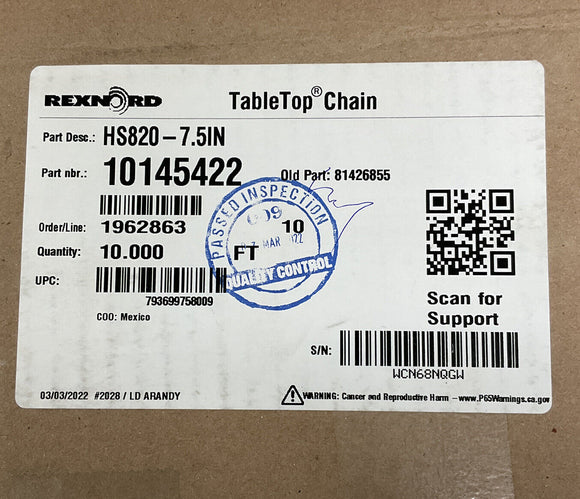 REXNORD
TableTop® Chain
Part Desc.: HS820-7.5IN
Part nbr.: 10145422 Old Part: 81426855
Order/Line: 1962863 10
Quantity: 10.000 FT
UPC:
793699758009
COO: Mexico
PASSED INSPECTION
009
MAR
QUALITY CONTROL
Scan for
Support
S/N:
WCN68NQGW
03/03/2022 #2028 / LD ARANDY
WARNING: Cancer and Reproductive Harm -www.P65Warnings.ca.gov